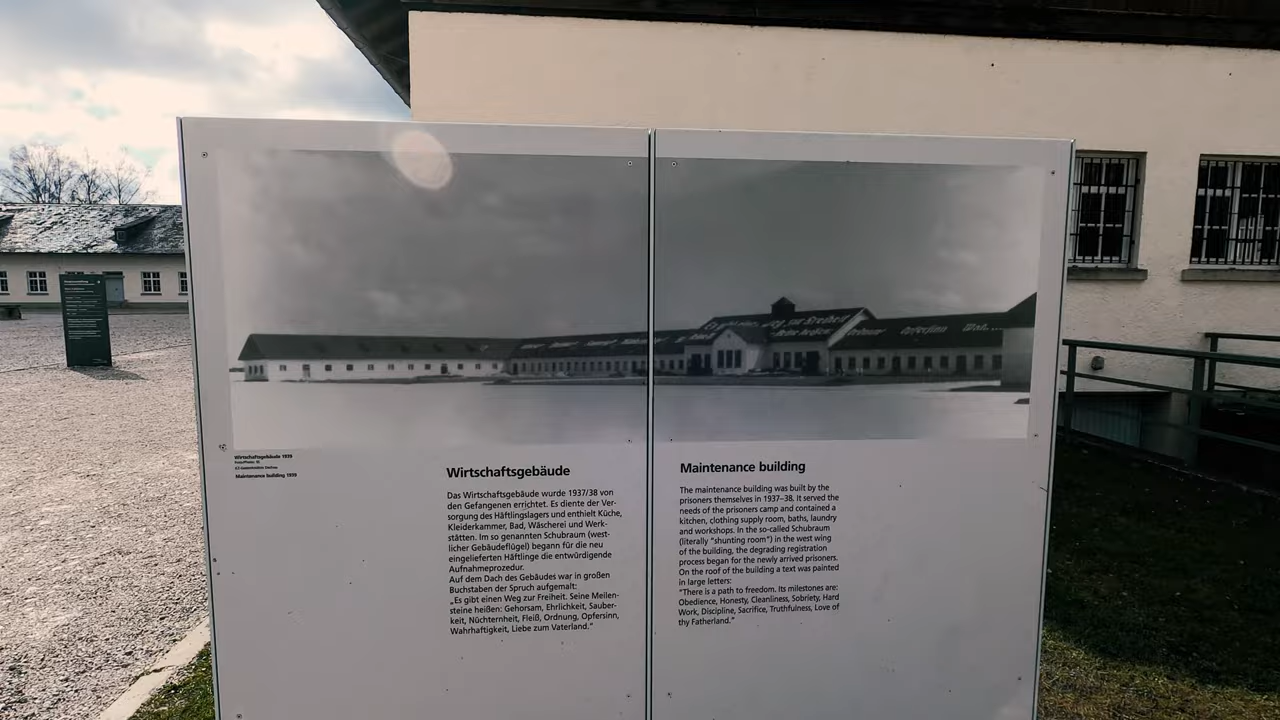 Wirtschaftsgebäude 1939
Maintenance building 1939
Wirtschaftsgebäude
Das Wirtschaftsgebäude wurde 1937/38 von
den Gefangenen errichtet. Es diente der Ver-
sorgung des Häftlingslagers und enthielt Küche,
Kleiderkammer, Bad, Wäscherei und Werk-
stätten. Im so genannten Schubraum (west-
licher Gebäudeflügel) begann für die neu
eingelieferten Häftlinge die entwürdigende
Aufnahmeprozedur.
Auf dem Dach des Gebäudes war in großen
Buchstaben der Spruch aufgemalt:
„Es gibt einen Weg zur Freiheit. Seine Meilen-
steine heißen: Gehorsam, Ehrlichkeit, Sauber-
keit, Nüchternheit, Fleiß, Ordnung, Opfersinn,
Wahrhaftigkeit, Liebe zum Vaterland.“
Maintenance building
The maintenance building was built by the
prisoners themselves in 1937–38. It served the
needs of the prisoners camp and contained a
kitchen, clothing supply room, baths, laundry
and workshops. In the so-called Schubraum
(literally "shunting room") in the west wing
of the building, the degrading registration
process began for the newly arrived prisoners.
On the roof of the building a text was painted
in large letters:
"There is a path to freedom. Its milestones are:
Obedience, Honesty, Cleanliness, Sobriety, Hard
Work, Discipline, Sacrifice, Truthfulness, Love of
thy Fatherland."